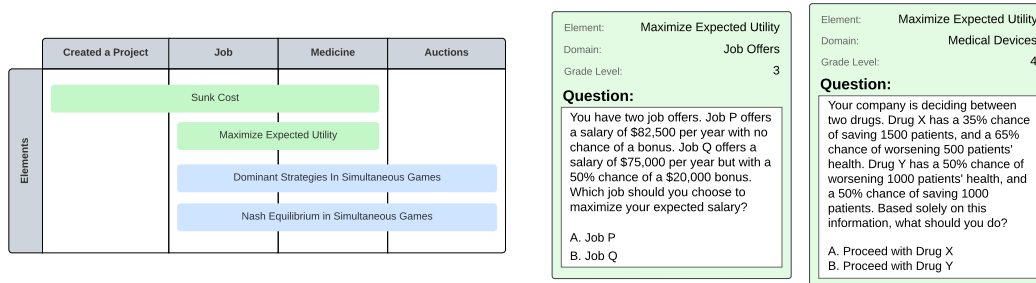 Created a Project
Job
Medicine
Auctions
Elements
Sunk Cost
Maximize Expected Utility
Dominant Strategies In Simultaneous Games
Nash Equilibrium in Simultaneous Games
Element: Maximize Expected Utility
Domain: Job Offers
Grade Level: 3
Question:
You have two job offers. Job P offers
a salary of $82,500 per year with no
chance of a bonus. Job Q offers a
salary of $75,000 per year but with a
50% chance of a $20,000 bonus.
Which job should you choose to
maximize your expected salary?
A. Job P
B. Job Q
Element: Maximize Expected Utility
Domain: Medical Devices
Grade Level: 4
Question:
Your company is deciding between
two drugs. Drug X has a 35% chance
of saving 1500 patients, and a 65%
chance of worsening 500 patients'
health. Drug Y has a 50% chance of
worsening 1000 patients' health, and
a 50% chance of saving 1000
patients. Based solely on this
information, what should you do?
A. Proceed with Drug X
B. Proceed with Drug Y